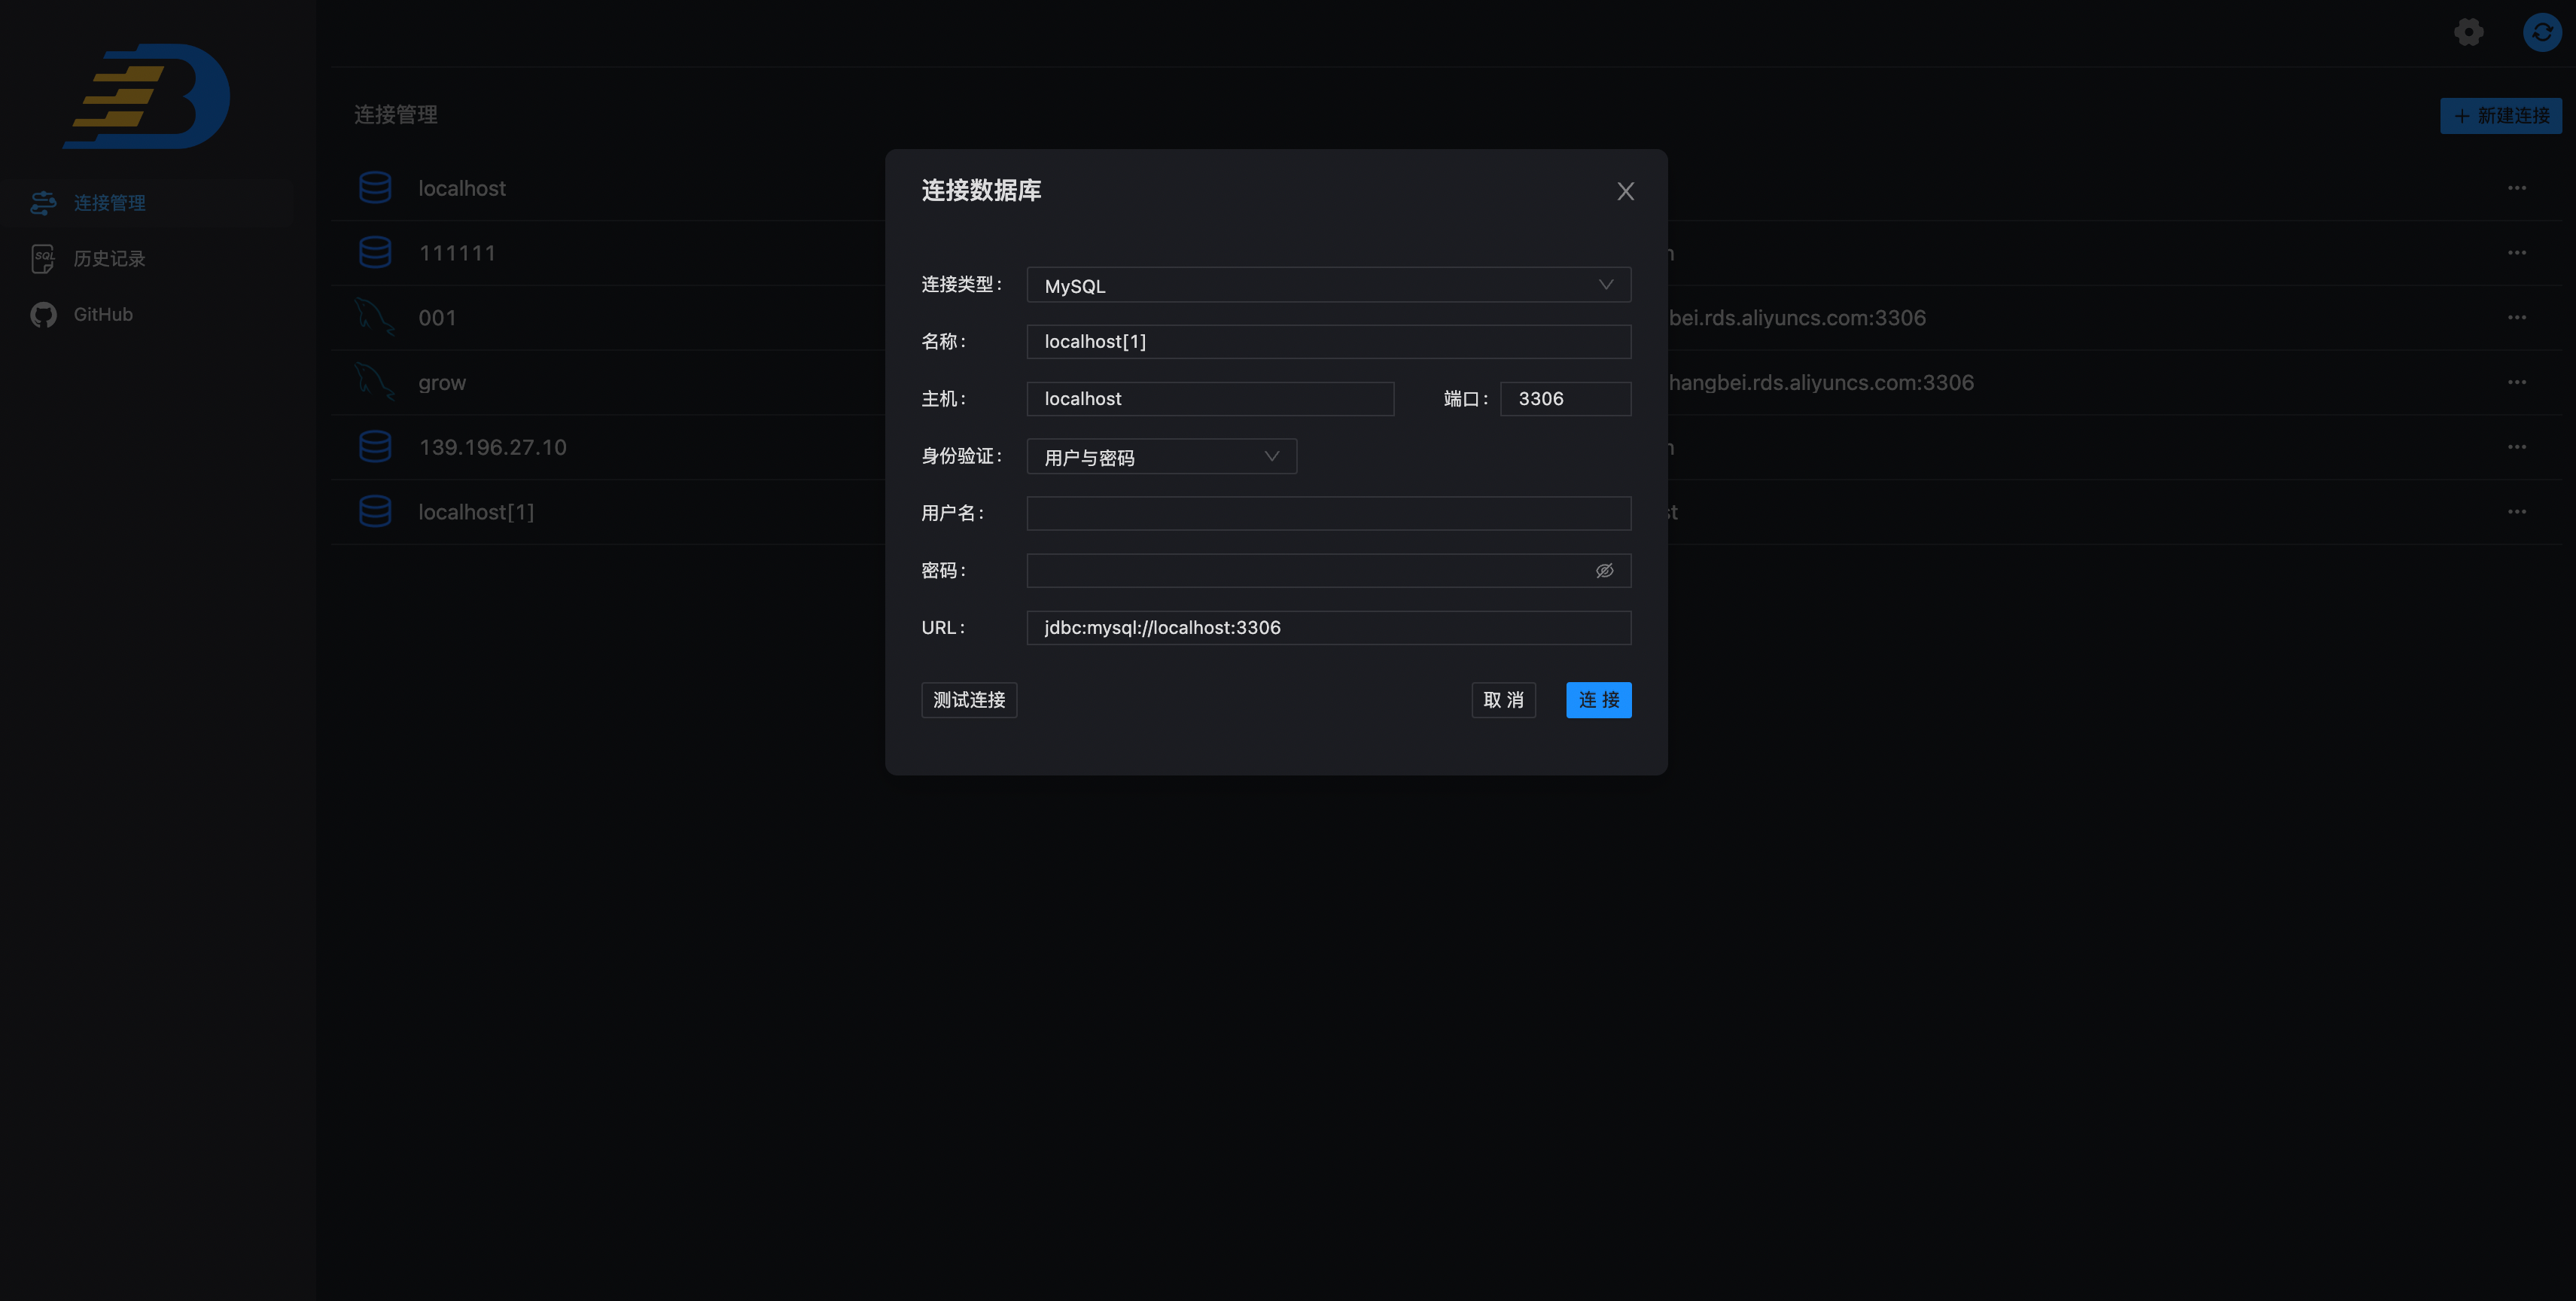 连接管理
历史记录
GitHub
连接管理
新建连接
localhost
111111
001
bei.rds.aliyuncs.com:3306
grow
hangbei.rds.aliyuncs.com:3306
139.196.27.10
localhost[1]
连接数据库
连接类型: MySQL
名称: localhost[1]
主机: localhost 端口: 3306
身份验证: 用户与密码
用户名:
密码:
URL: jdbc:mysql://localhost:3306
测试连接 取消 连接